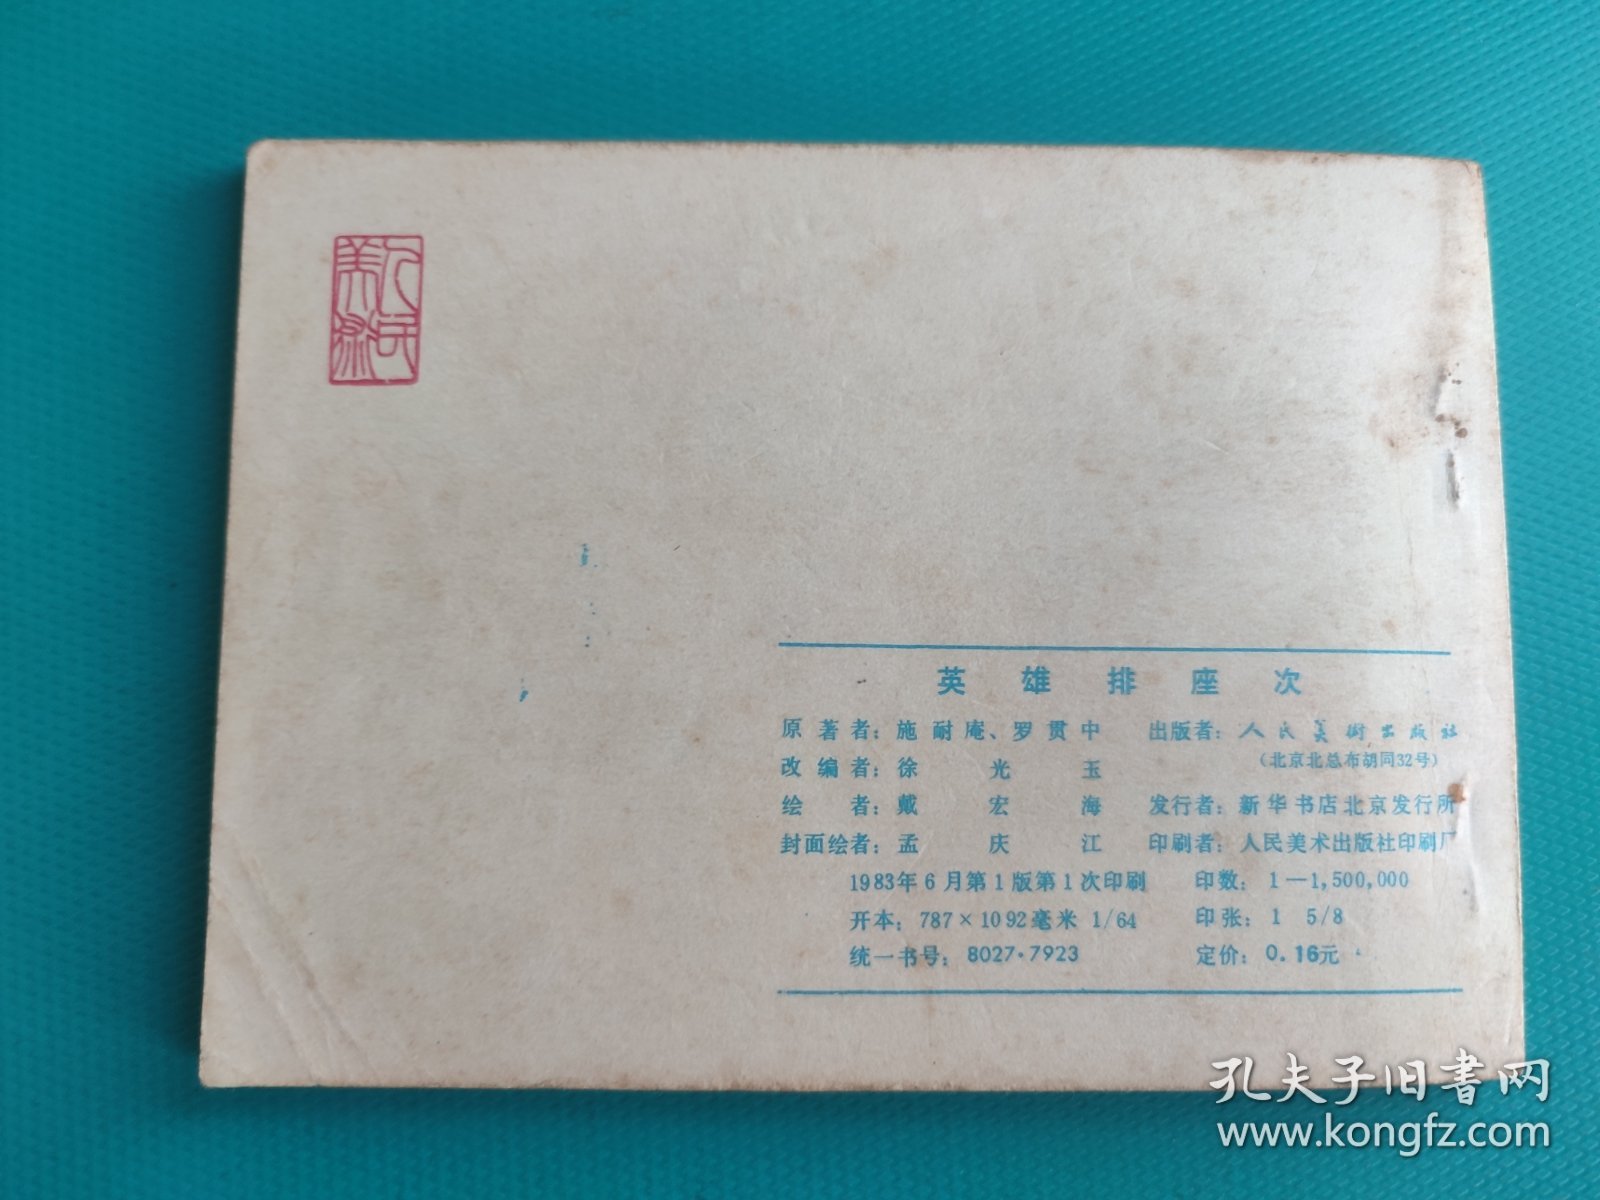 人民美術
英雄排座次
原著者：施耐庵、罗贯中 出版者：人民美術出版社
（北京北总布胡同32号）
改编者：徐光玉
绘者：戴宏海 发行者：新华书店北京发行所
封面绘者：孟庆江 印刷者：人民美术出版社印刷厂
1983年6月第1版第1次印刷 印数：1—1,500,000
开本：787×1092毫米 1/64 印张：1 5/8
统一书号：8027·7923 定价：0.16元
孔夫子旧书网
www.kongfz.com